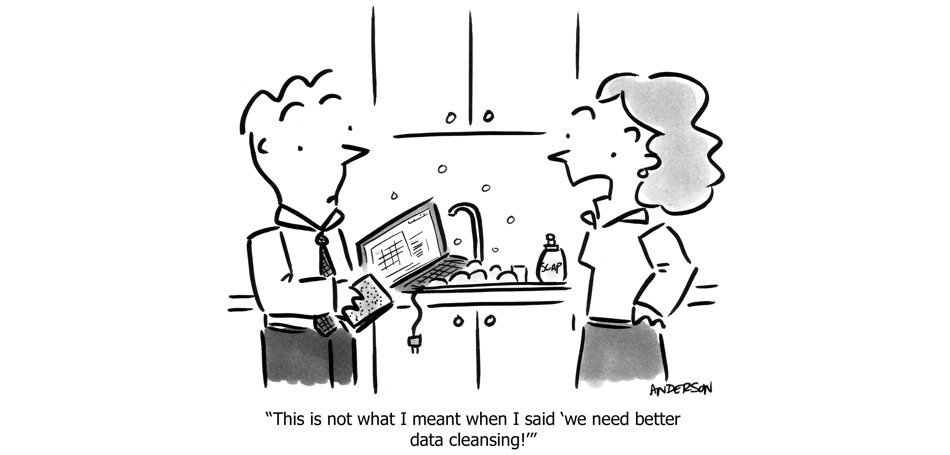 SOAP
ANDERSON
“This is not what I meant when I said ‘we need better
data cleansing!’”